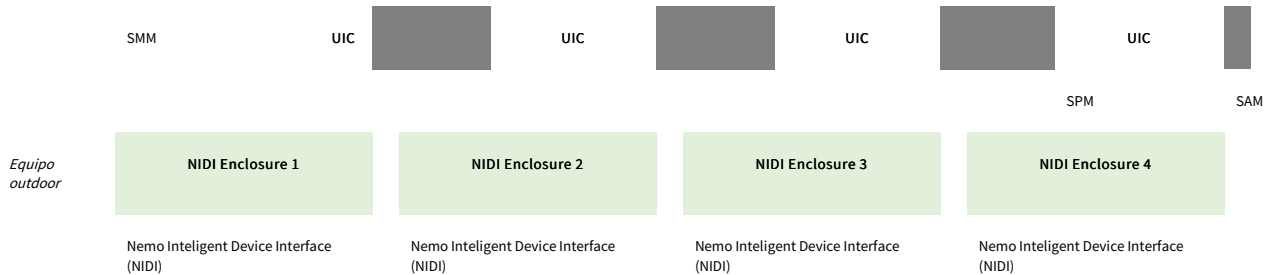 SMM UIC UIC UIC UIC
SPM SAM
Equipo
outdoor
NIDI Enclosure 1 NIDI Enclosure 2 NIDI Enclosure 3 NIDI Enclosure 4
Nemo Inteligent Device Interface
(NIDI)
Nemo Inteligent Device Interface
(NIDI)
Nemo Inteligent Device Interface
(NIDI)
Nemo Inteligent Device Interface
(NIDI)